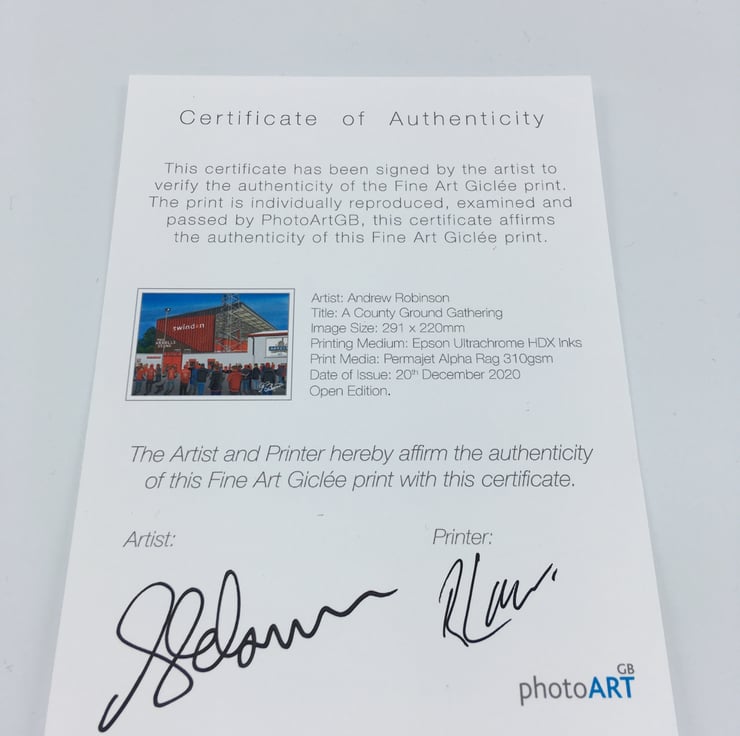 Certificate of Authenticity
This certificate has been signed by the artist to
verify the authenticity of the Fine Art Giclée print.
The print is individually reproduced, examined and
passed by PhotoArtGB, this certificate affirms
the authenticity of this Fine Art Giclée print.
twindon
Artist: Andrew Robinson
Title: A County Ground Gathering
Image Size: 291 x 220mm
Printing Medium: Epson Ultrachrome HDX Inks
Print Media: Permajet Alpha Rag 310gsm
Date of Issue: 20th December 2020
Open Edition.
The Artist and Printer hereby affirm the authenticity
of this Fine Art Giclée print with this certificate.
Artist:
Printer:
photoART GB